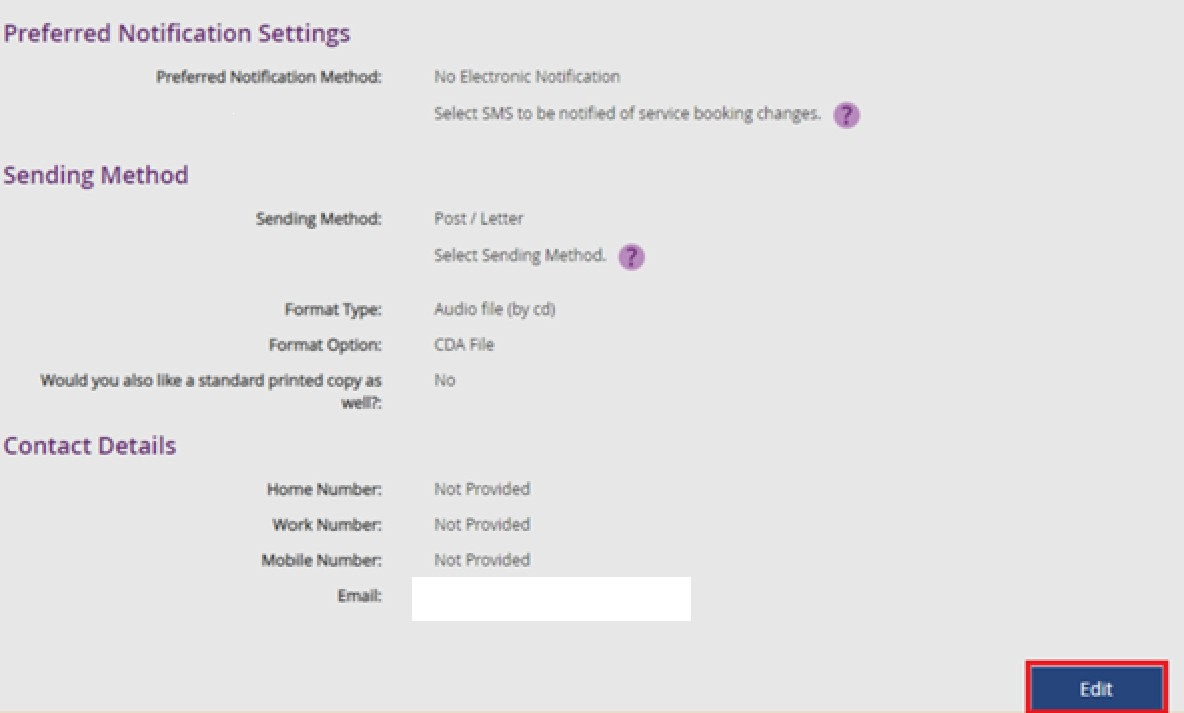 Preferred Notification Settings
Preferred Notification Method: No Electronic Notification
Select SMS to be notified of service booking changes. ?
Sending Method
Sending Method: Post / Letter
Select Sending Method. ?
Format Type: Audio file (by cd)
Format Option: CDA File
Would you also like a standard printed copy as No
well?:
Contact Details
Home Number: Not Provided
Work Number: Not Provided
Mobile Number: Not Provided
Email:
Edit